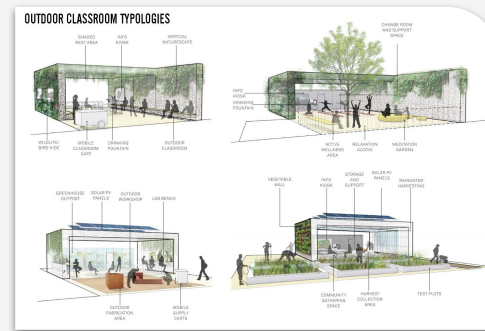 OUTDOOR CLASSROOM TYPOLOGIES
SHADED
REST AREA
INFO
KIOSK
VERTICAL
NATURESCAPE
WILDLIFE/
BIRD HIDE
MOBILE
CLASSROOM
CART
DRINKING
FOUNTAIN
OUTDOOR
CLASSROOM
CHANGE ROOM
AND SUPPORT
SPACE
INFO
KIOSK
DRINKING
FOUNTAIN
ACTIVE
WELLNESS
AREA
RELAXATION
ALCOVE
MEDITATION
GARDEN
GREENHOUSE
OUTPOST
SOLAR PV
PANELS
OUTDOOR
WORKSHOP
LAB BENCH
OUTDOOR
FABRICATION
AREA
MOBILE
SUPPLY
CARTS
VEGETABLE
WALL
INFO
KIOSK
STORAGE
AND
SUPPORT
SOLAR PV
PANELS
RAINWATER
HARVESTING
COMMUNITY
GATHERING
SPACE
HARVEST
COLLECTION
AREA
TEST PLOTS